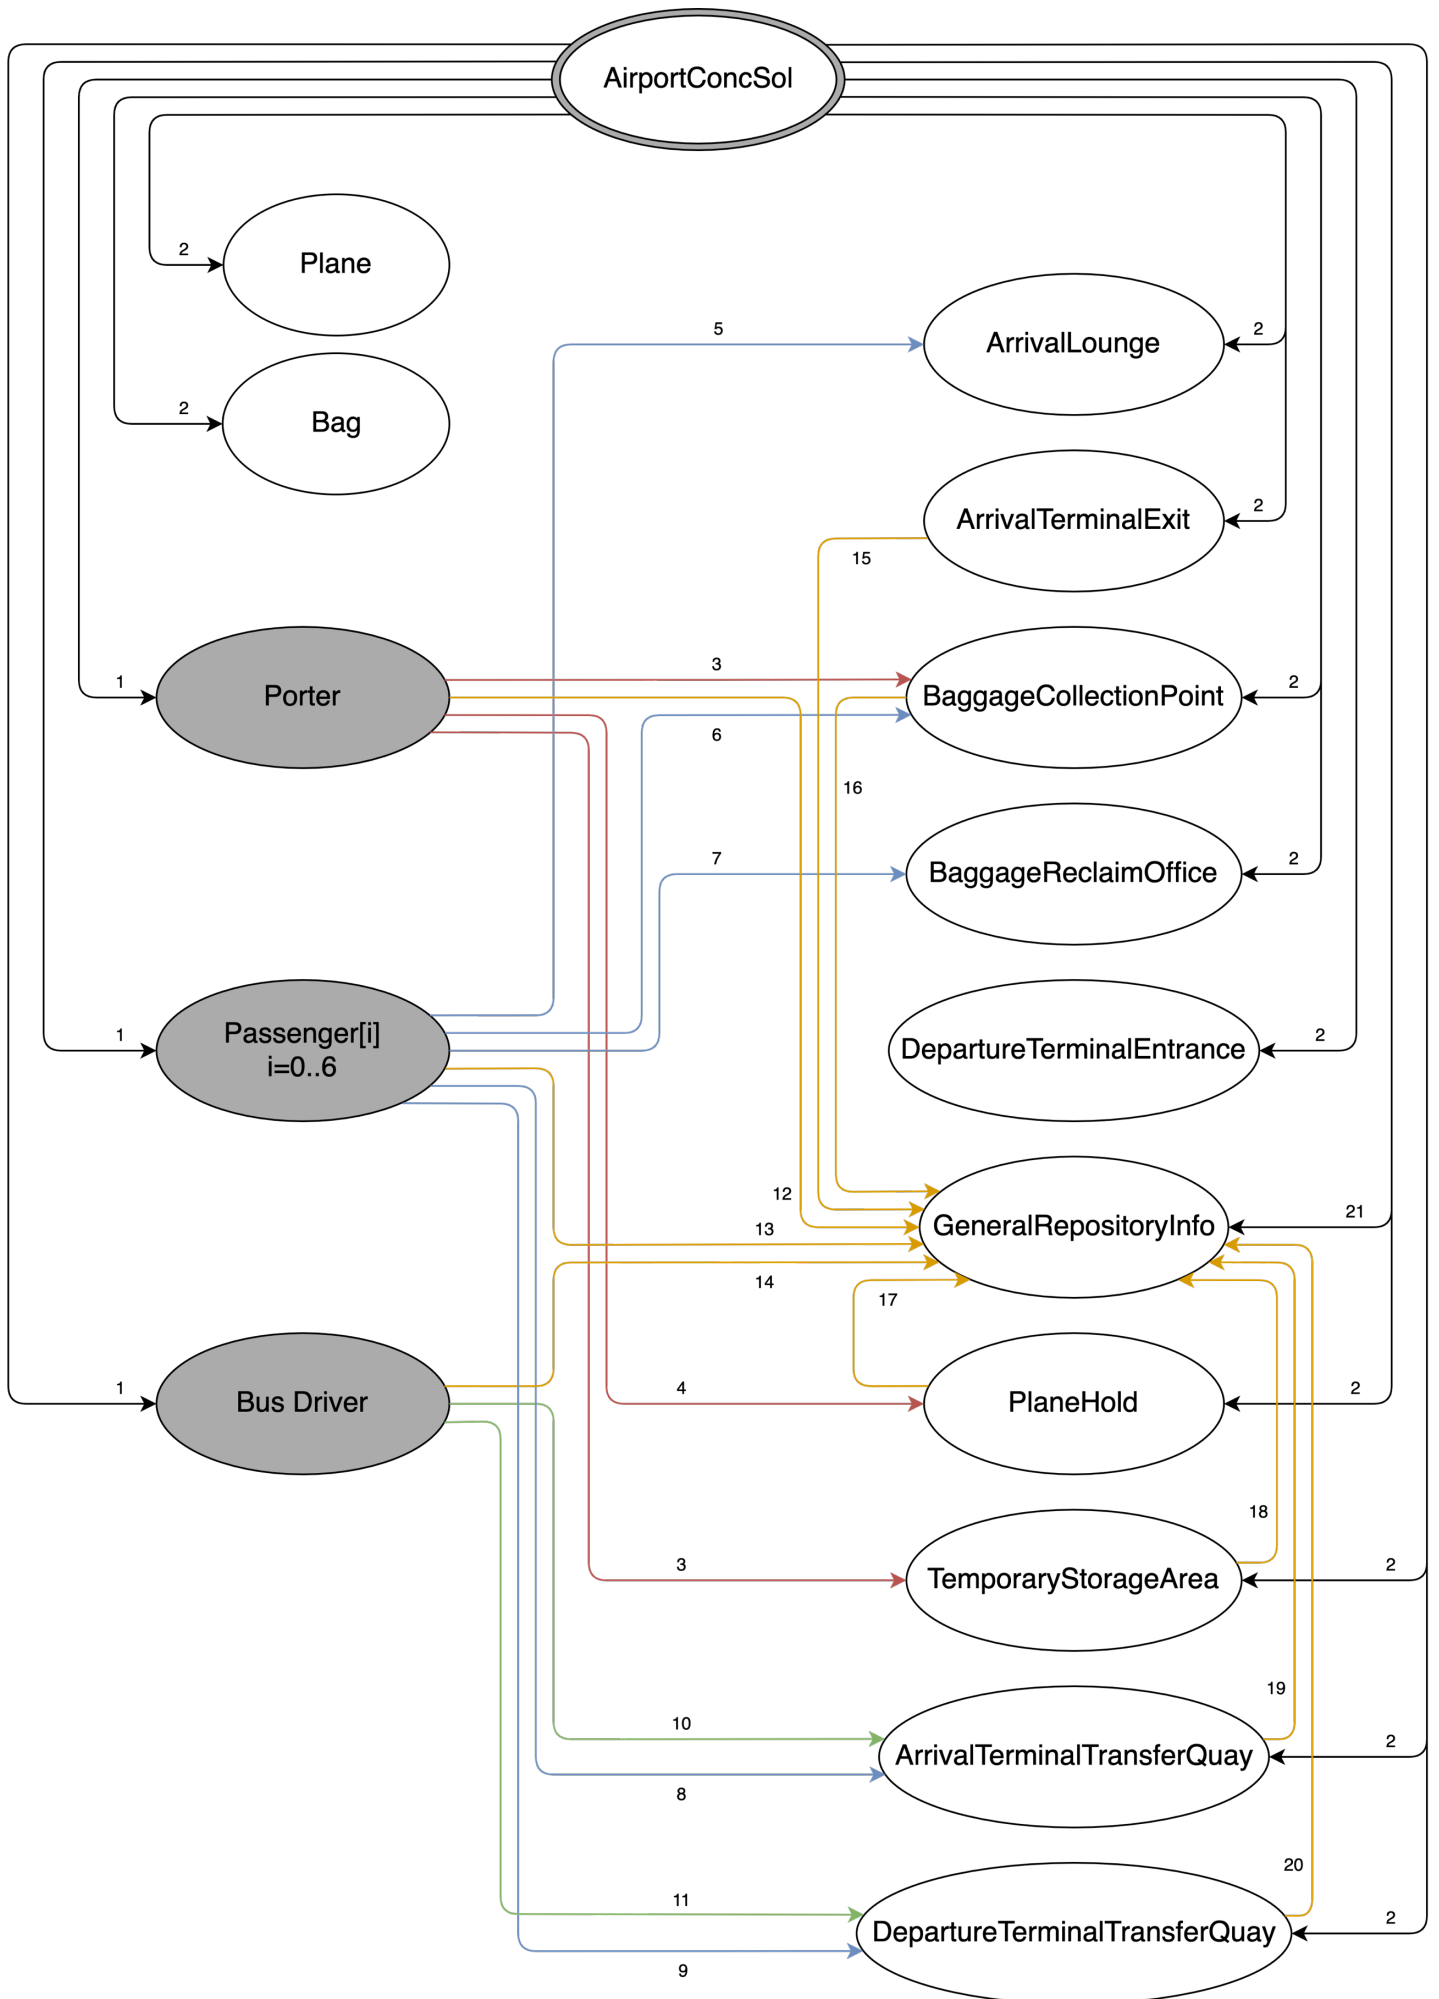 AirportConcSol
2
Plane
5
ArrivalLounge
2
2
Bag
ArrivalTerminalExit
2
15
1
Porter
3
BaggageCollectionPoint
2
6
16
7
BaggageReclaimOffice
2
1
Passenger[i]
i=0..6
DepartureTerminalEntrance
2
12
13
GeneralRepositoryInfo
21
14
17
1
Bus Driver
4
PlaneHold
2
18
3
TemporaryStorageArea
2
19
10
ArrivalTerminalTransferQuay
2
8
20
11
DepartureTerminalTransferQuay
2
9